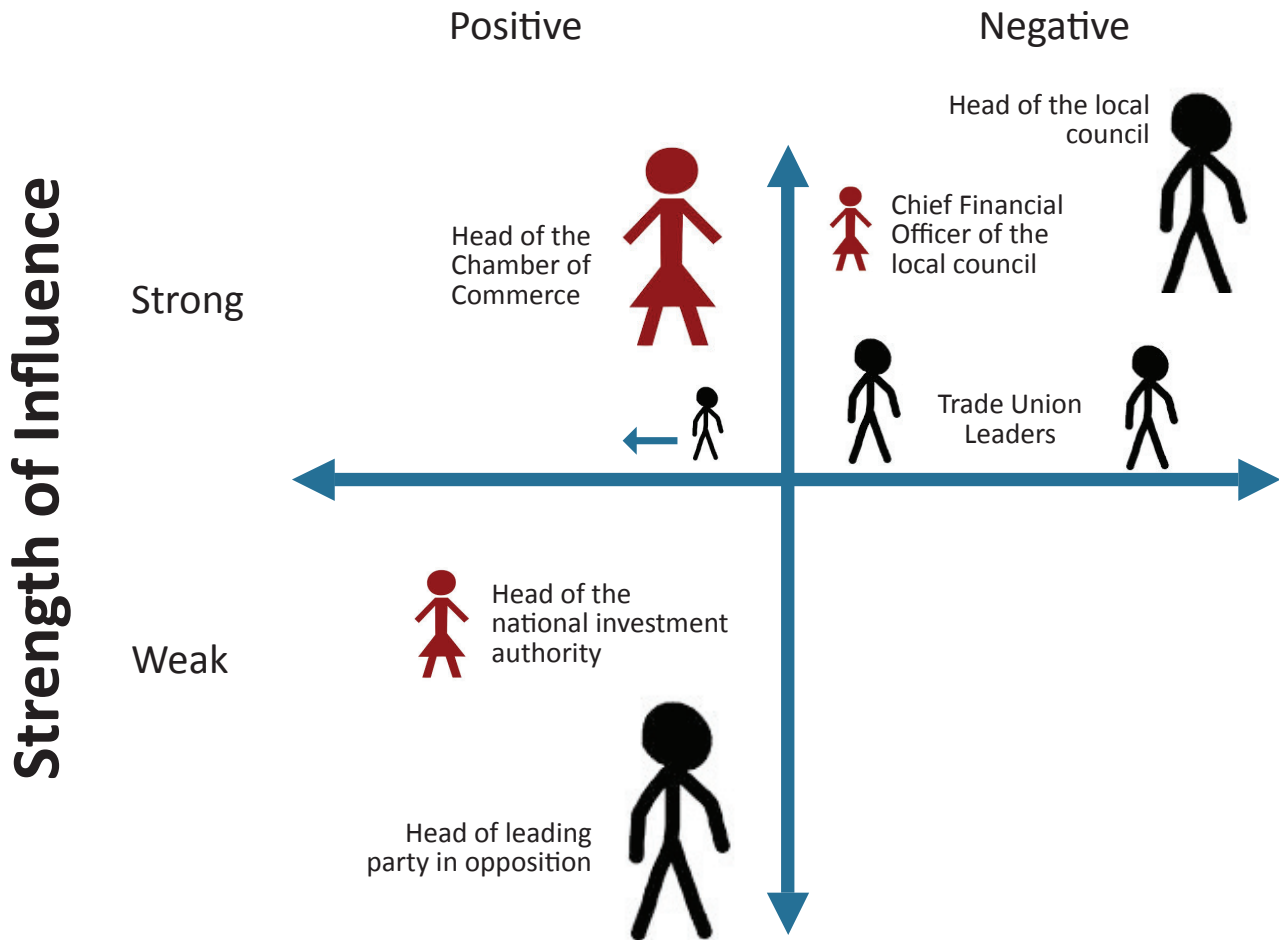 Positive
Negative
Strength of Influence
Strong
Weak
Head of the
Chamber of
Commerce
Head of the local
council
Chief Financial
Officer of the
local council
Trade Union
Leaders
Head of the
national investment
authority
Head of leading
party in opposition